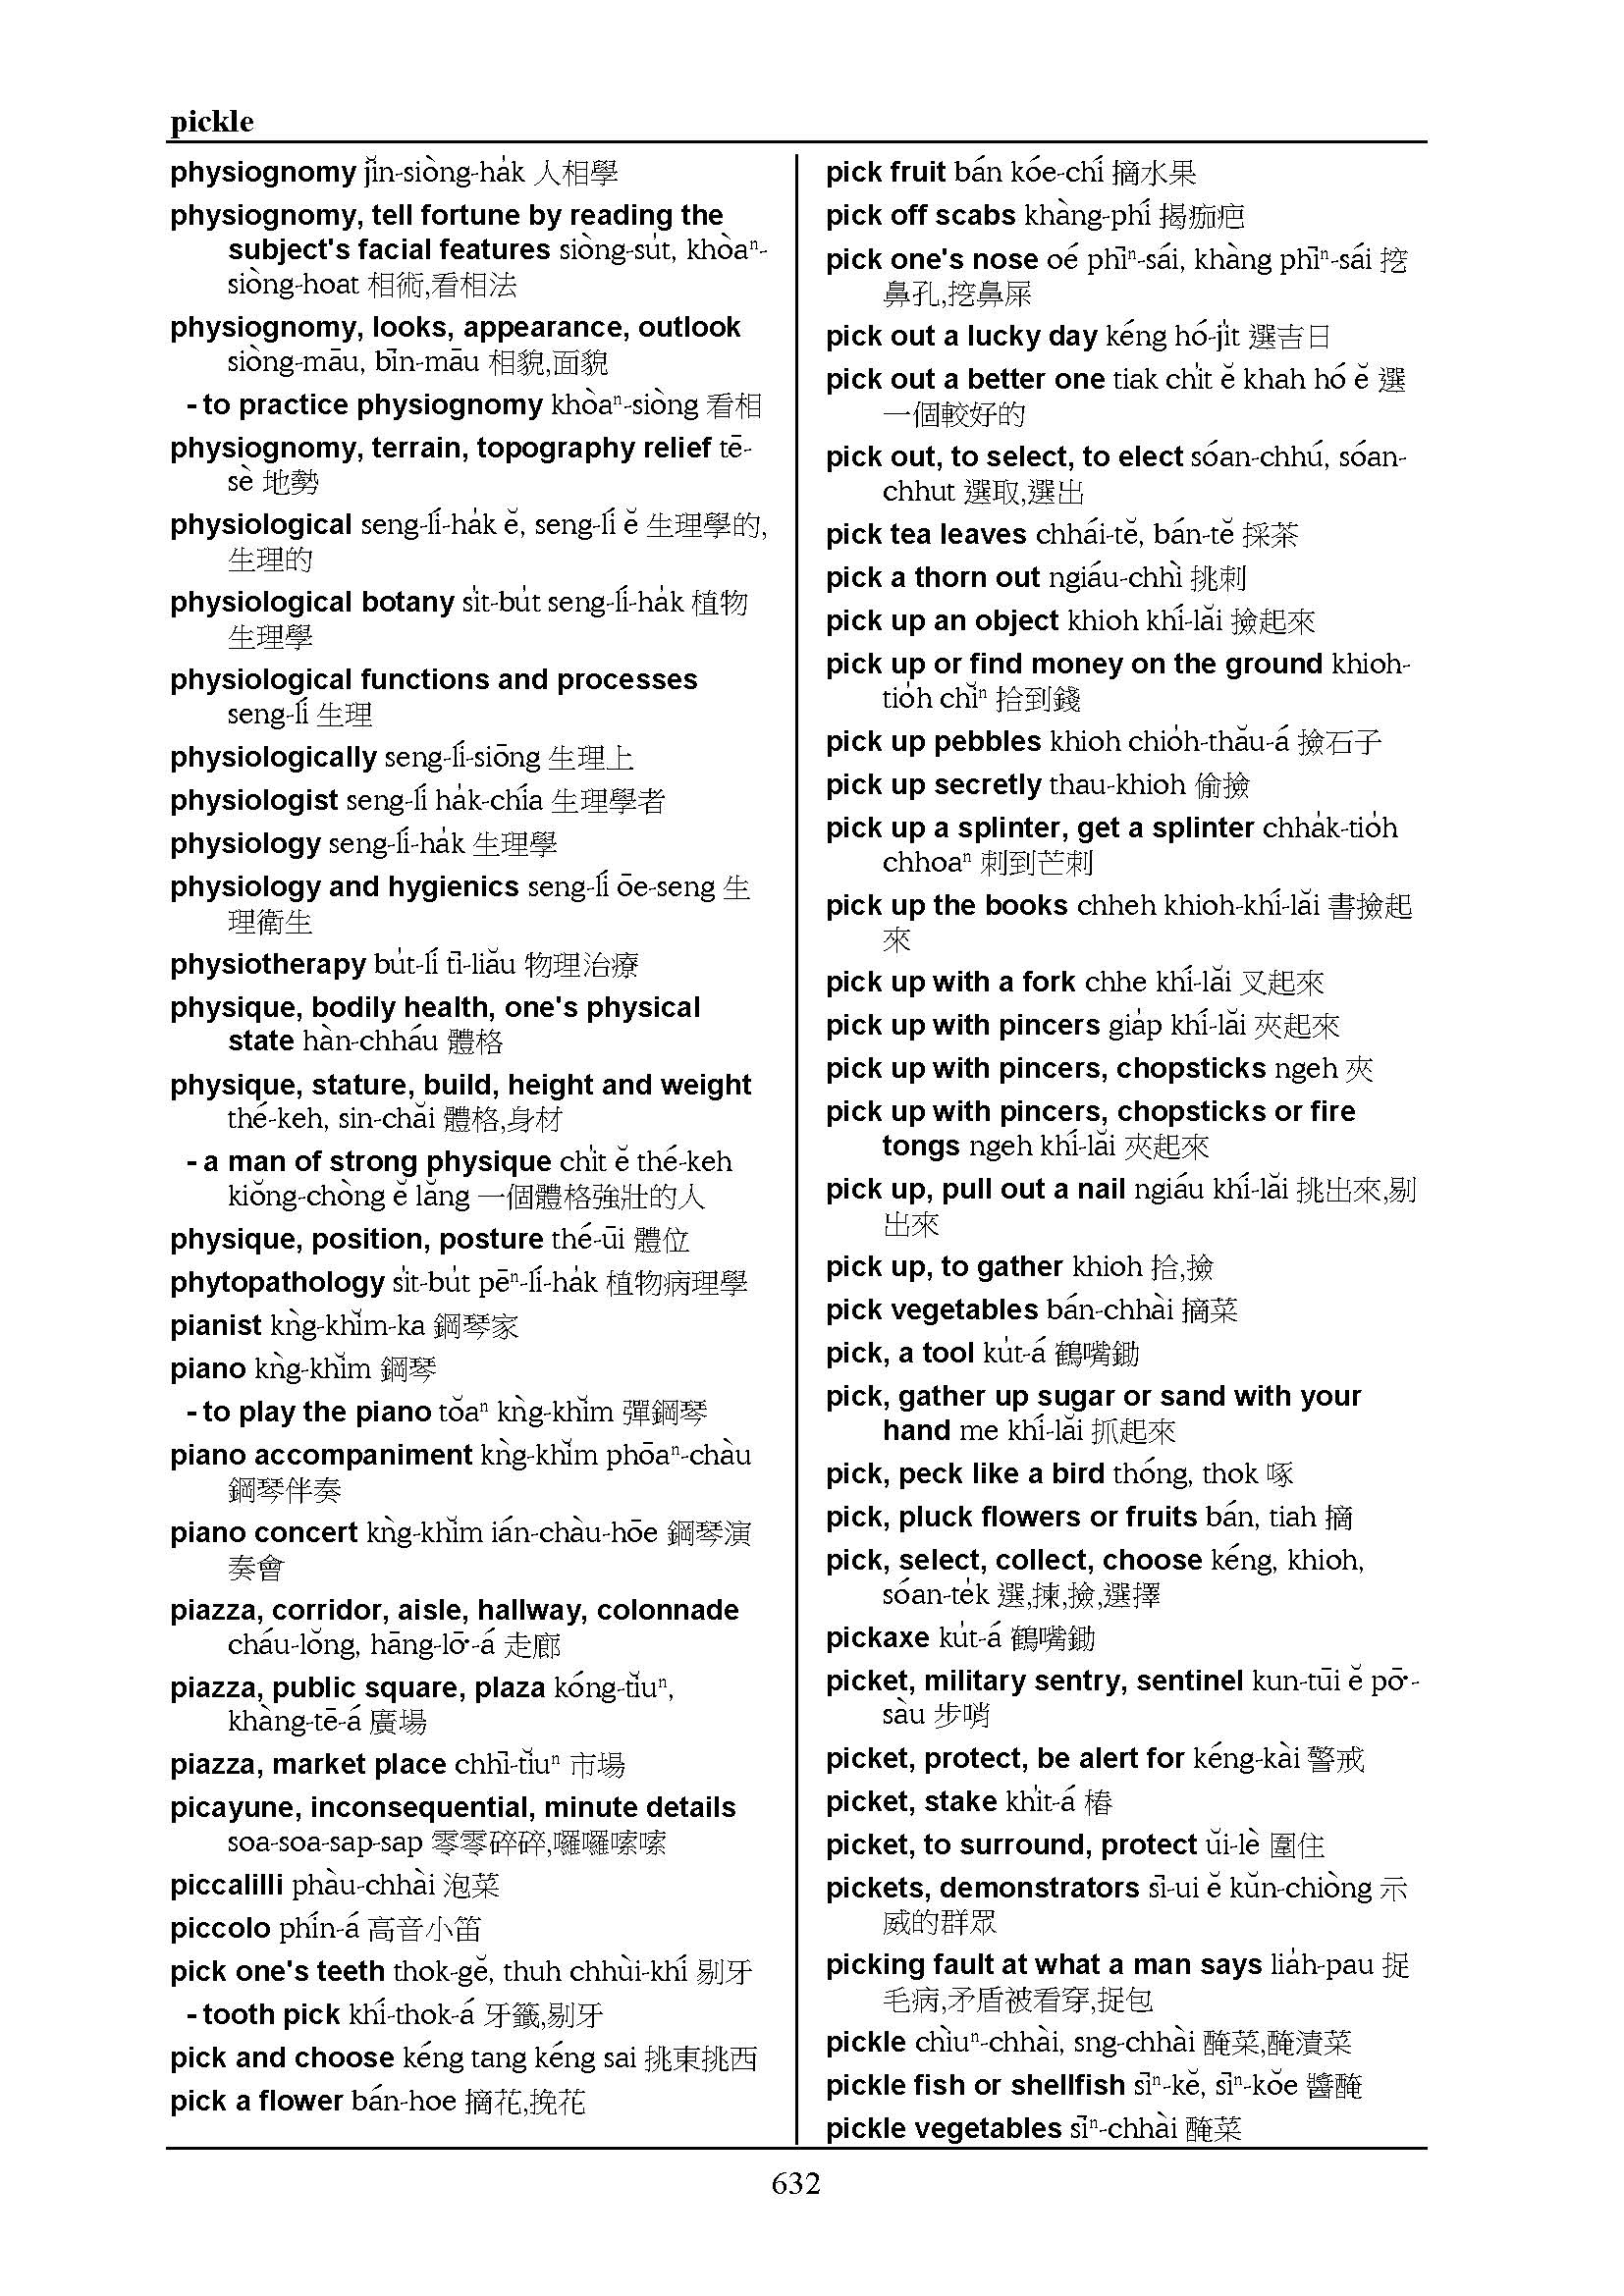 pickle
physiognomy jĭn-siòng-ha̍k 人相學
physiognomy, tell fortune by reading the
subject's facial features siòng-su̍t, khòaⁿ-
siòng-hoat 相術,看相法
physiognomy, looks, appearance, outlook
siòng-māu, bīn-māu 相貌,面貌
- to practice physiognomy khòaⁿ-siòng 看相
physiognomy, terrain, topography relief tē-
sè 地勢
physiological seng-lí-ha̍k ĕ, seng-lí ĕ 生理學的,
生理的
physiological botany si̍t-bu̍t seng-lí-ha̍k 植物
生理學
physiological functions and processes
seng-lí 生理
physiologically seng-lí-siōng 生理上
physiologist seng-lí ha̍k-chía 生理學者
physiology seng-lí-ha̍k 生理學
physiology and hygienics seng-lí ōe-seng 生
理衛生
physiotherapy bu̍t-lí tī-liău 物理治療
physique, bodily health, one's physical
state hàn-chháu 體格
physique, stature, build, height and weight
thé-keh, sin-chăi 體格,身材
- a man of strong physique chi̍t ĕ thé-keh
kiŏng-chòng ĕ lăng 一個體格強壯的人
physique, position, posture thé-ūi 體位
phytopathology si̍t-bu̍t pēⁿ-lí-ha̍k 植物病理學
pianist kǹg-khĭm-ka 鋼琴家
piano kǹg-khĭm 鋼琴
- to play the piano tŏaⁿ kǹg-khĭm 彈鋼琴
piano accompaniment kǹg-khĭm phōaⁿ-chàu
鋼琴伴奏
piano concert kǹg-khĭm ián-chàu-hōe 鋼琴演
奏會
piazza, corridor, aisle, hallway, colonnade
cháu-lŏng, hāng-lō͘-á 走廊
piazza, public square, plaza kóng-tĭuⁿ,
khàng-tē-á 廣場
piazza, market place chhī-tĭuⁿ 市場
picayune, inconsequential, minute details
soa-soa-sap-sap 零零碎碎,囉囉嗦嗦
piccalilli phàu-chhài 泡菜
piccolo phín-á 高音小笛
pick one's teeth thok-gĕ, thuh chhùi-khí 剔牙
- tooth pick khí-thok-á 牙籤,剔牙
pick and choose kéng tang kéng sai 挑東挑西
pick a flower bán-hoe 摘花,挽花
pick fruit bán kóe-chí 摘水果
pick off scabs khàng-phí 揭痂疤
pick one's nose oé phīⁿ-sái, khàng phīⁿ-sái 挖
鼻孔,挖鼻屎
pick out a lucky day kéng hó-ji̍t 選吉日
pick out a better one tiak chi̍t ĕ khah hó ĕ 選
一個較好的
pick out, to select, to elect sóan-chhú, sóan-
chhut 選取,選出
pick tea leaves chhái-tĕ, bán-tĕ 採茶
pick a thorn out ngiáu-chhì 挑刺
pick up an object khioh khí-lăi 撿起來
pick up or find money on the ground khioh-
tio̍h chĭⁿ 拾到錢
pick up pebbles khioh chio̍h-thău-á 撿石子
pick up secretly thau-khioh 偷撿
pick up a splinter, get a splinter chha̍k-tio̍h
chhoaⁿ 刺到芒刺
pick up the books chheh khioh-khí-lăi 書撿起
來
pick up with a fork chhe khí-lăi 叉起來
pick up with pincers gia̍p khí-lăi 夾起來
pick up with pincers, chopsticks ngeh 夾
pick up with pincers, chopsticks or fire
tongs ngeh khí-lăi 夾起來
pick up, pull out a nail ngiáu khí-lăi 挑出來,剔
出來
pick up, to gather khioh 拾,撿
pick vegetables bán-chhài 摘菜
pick, a tool ku̍t-á 鶴嘴鋤
pick, gather up sugar or sand with your
hand me khí-lăi 抓起來
pick, peck like a bird thóng, thok 啄
pick, pluck flowers or fruits bán, tiah 摘
pick, select, collect, choose kéng, khioh,
sóan-te̍k 選,揀,撿,選擇
pickaxe ku̍t-á 鶴嘴鋤
picket, military sentry, sentinel kun-tūi ĕ pō͘-
sàu 步哨
picket, protect, be alert for kéng-kài 警戒
picket, stake khi̍t-á 樁
picket, to surround, protect ŭi-lè 圍住
pickets, demonstrators sī-ui ĕ kŭn-chiòng 示
威的群眾
picking fault at what a man says lia̍h-pau 捉
毛病,矛盾被看穿,捉包
pickle chìuⁿ-chhài, sng-chhài 醃菜,醃漬菜
pickle fish or shellfish sīⁿ-kĕ, sīⁿ-kŏe 醬醃
pickle vegetables sīⁿ-chhài 醃菜
632